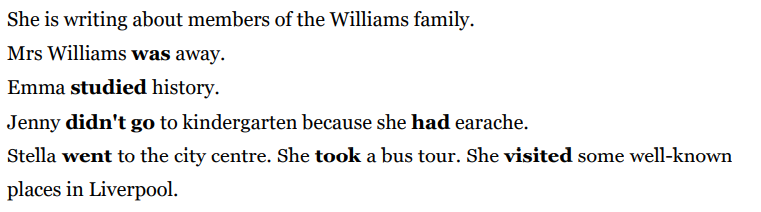 She is writing about members of the Williams family.
Mrs Williams was away.
Emma studied history.
Jenny didn't go to kindergarten because she had earache.
Stella went to the city centre. She took a bus tour. She visited some well-known
places in Liverpool.